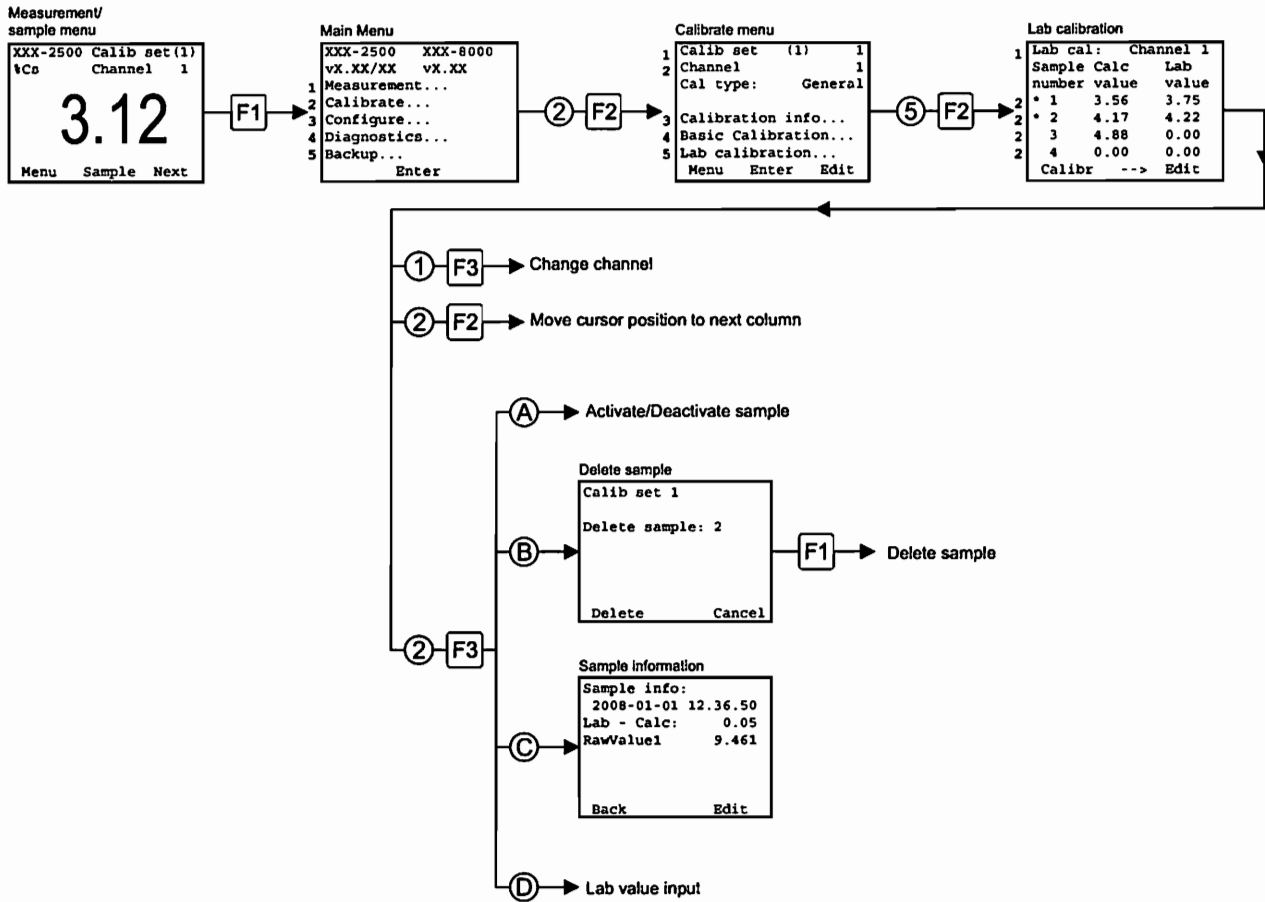 Measurement/
sample menu
XXX-2500 Calib set(1)
%Cs Channel 1
3.12
Menu Sample Next
F1
Main Menu
XXX-2500 XXX-8000
vX.XX/XX vX.XX
1 Measurement...
2 Calibrate...
3 Configure...
4 Diagnostics...
5 Backup...
Enter
2 F2
Calibrate menu
1 Calib set (1) 1
2 Channel 1
Cal type: General
3 Calibration info...
4 Basic Calibration...
5 Lab calibration...
Menu Enter Edit
5 F2
Lab calibration
1 Lab cal: Channel 1
Sample Calc Lab
number value value
2 * 1 3.56 3.75
2 * 2 4.17 4.22
2 3 4.88 0.00
2 4 0.00 0.00
Calibr --> Edit
1 F3 Change channel
2 F2 Move cursor position to next column
2 F3
A Activate/Deactivate sample
Delete sample
Calib set 1
Delete sample: 2
Delete Cancel
B F1 Delete sample
Sample information
Sample info:
2008-01-01 12.36.50
Lab - Calc: 0.05
RawValue1 9.461
Back Edit
C
D Lab value input